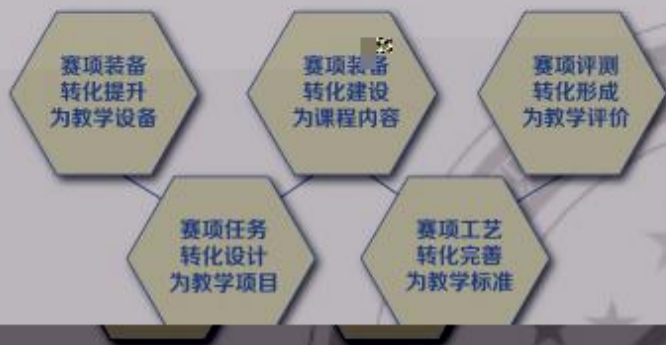 赛项装备
转化提升
为教学设备
赛项装备
转化建设
为课程内容
赛项评测
转化形成
为教学评价
赛项任务
转化设计
为教学项目
赛项工艺
转化完善
为教学标准